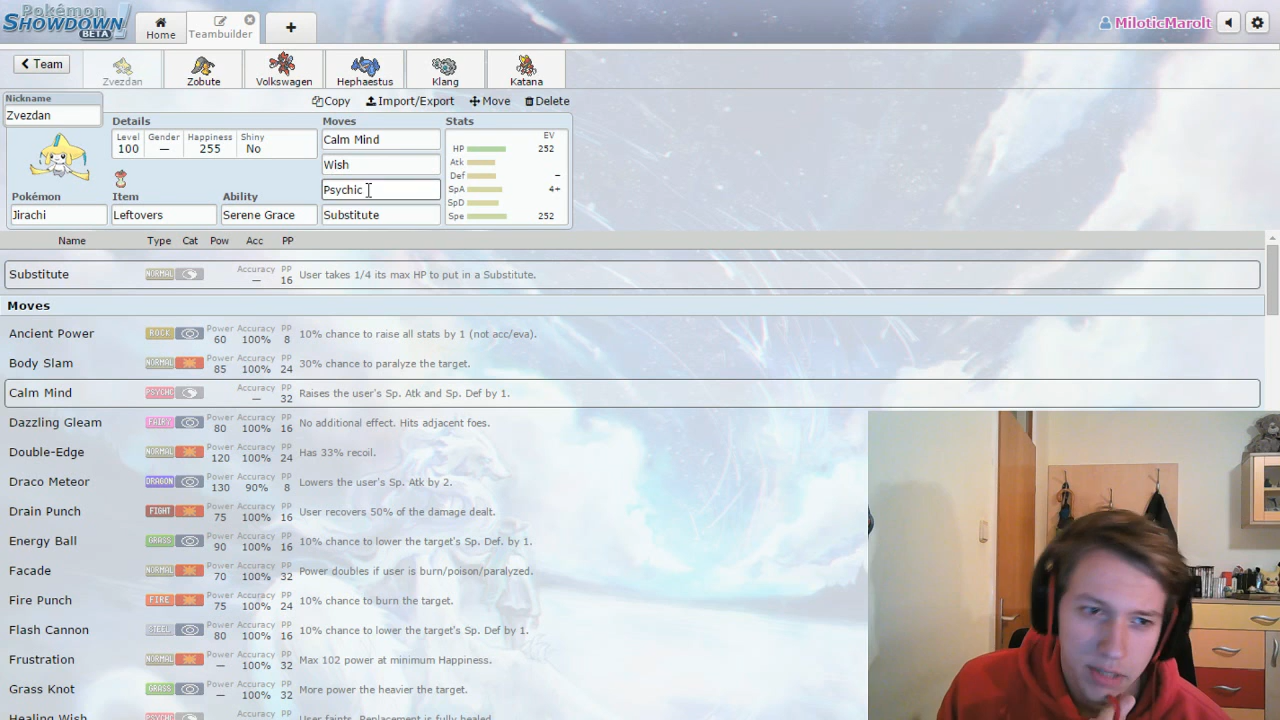 Pokémon
SHOWDOWN!
BETA
Home
Teambuilder
MiloticMarolt
Team
Zvezdan
Zobute
Volkswagen
Hephaestus
Klang
Katana
Copy Import/Export Move Delete
Nickname
Zvezdan
Details
Level Gender Happiness Shiny
100 — 255 No
Pokémon Item Ability
Jirachi Leftovers Serene Grace
Moves
Calm Mind
Wish
Psychic
Substitute
Stats
EV
HP 252
Atk
Def –
SpA 4+
SpD
Spe 252
Name Type Cat Pow Acc PP
Substitute NORMAL Accuracy — PP 16 User takes 1/4 its max HP to put in a Substitute.
Moves
Ancient Power ROCK Power 60 Accuracy 100% PP 8 10% chance to raise all stats by 1 (not acc/eva).
Body Slam NORMAL Power 85 Accuracy 100% PP 24 30% chance to paralyze the target.
Calm Mind PSYCHC Accuracy — PP 32 Raises the user's Sp. Atk and Sp. Def by 1.
Dazzling Gleam FAIRY Power 80 Accuracy 100% PP 16 No additional effect. Hits adjacent foes.
Double-Edge NORMAL Power 120 Accuracy 100% PP 24 Has 33% recoil.
Draco Meteor DRAGON Power 130 Accuracy 90% PP 8 Lowers the user's Sp. Atk by 2.
Drain Punch FIGHT Power 75 Accuracy 100% PP 16 User recovers 50% of the damage dealt.
Energy Ball GRASS Power 90 Accuracy 100% PP 16 10% chance to lower the target's Sp. Def. by 1.
Facade NORMAL Power 70 Accuracy 100% PP 32 Power doubles if user is burn/poison/paralyzed.
Fire Punch FIRE Power 75 Accuracy 100% PP 24 10% chance to burn the target.
Flash Cannon STEEL Power 80 Accuracy 100% PP 16 10% chance to lower the target's Sp. Def by 1.
Frustration NORMAL Power — Accuracy 100% PP 32 Max 102 power at minimum Happiness.
Grass Knot GRASS Power — Accuracy 100% PP 32 More power the heavier the target.
Healing Wish PSYCHC Accuracy PP User faints. Replacement is fully healed.